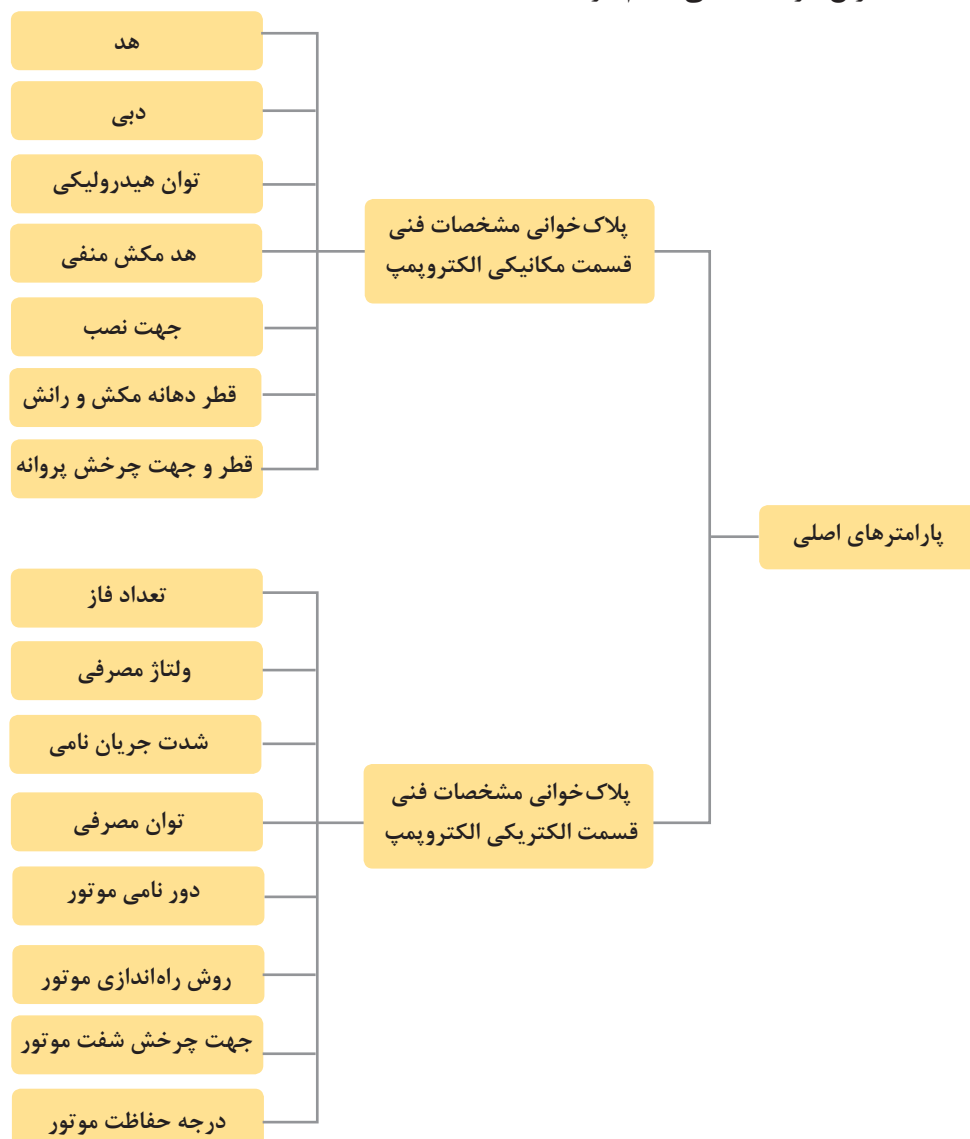 هد
دبی
توان هیدرولیکی
هد مکش منفی
جهت نصب
قطر دهانه مکش و رانش
قطر و جهت چرخش پروانه
پلاک‌خوانی مشخصات فنی
قسمت مکانیکی الکتروپمپ
پارامترهای اصلی
تعداد فاز
ولتاژ مصرفی
شدت جریان نامی
توان مصرفی
دور نامی موتور
روش راه‌اندازی موتور
جهت چرخش شفت موتور
درجه حفاظت موتور
پلاک‌خوانی مشخصات فنی
قسمت الکتریکی الکتروپمپ